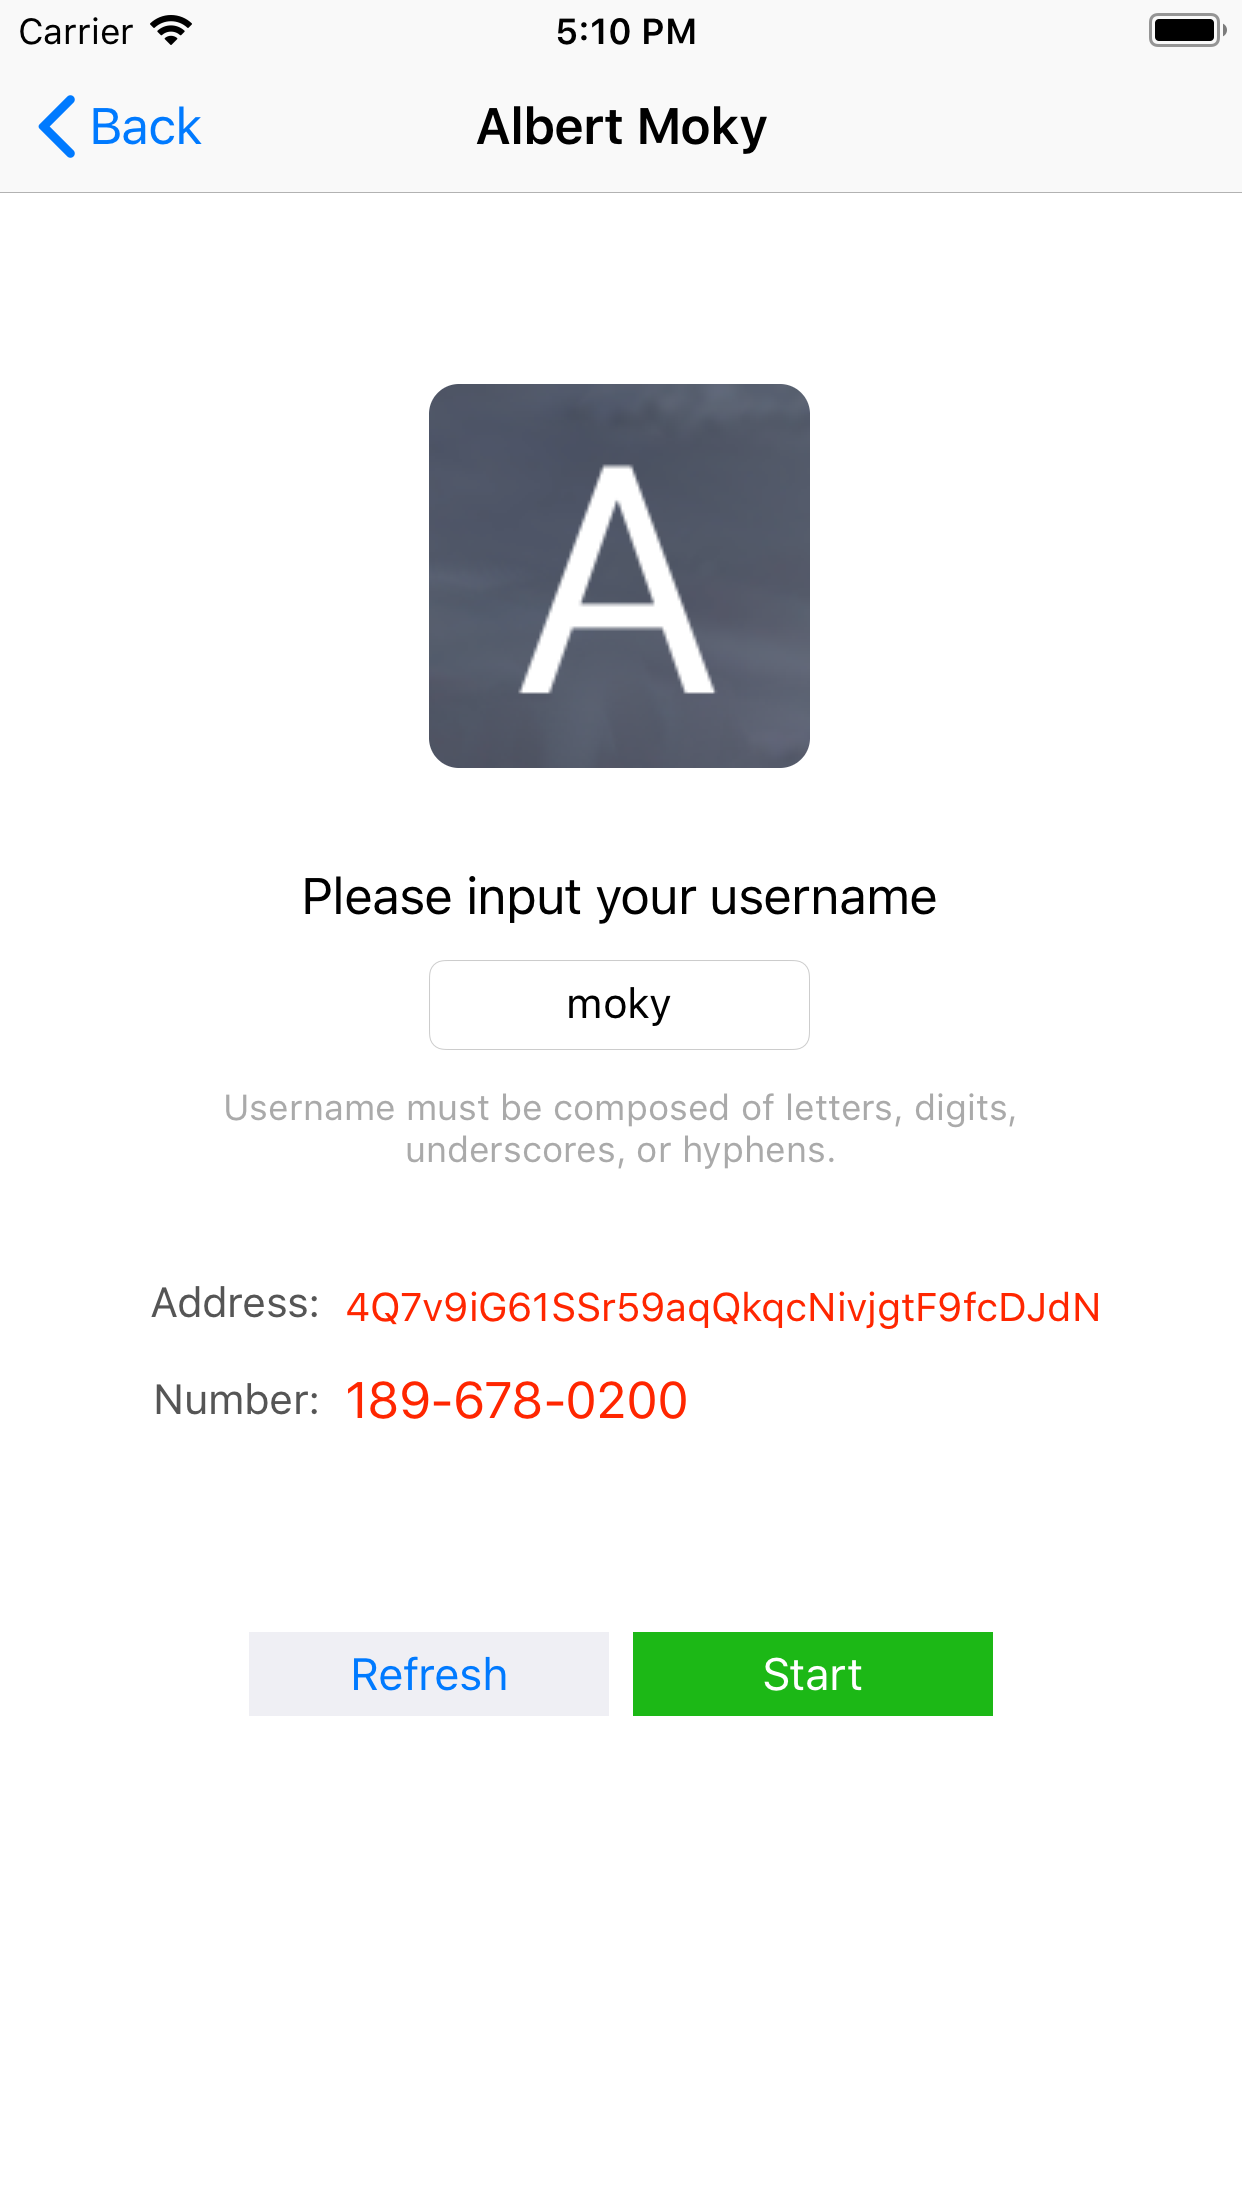 Carrier 5:10 PM
Back Albert Moky
A
Please input your username
moky
Username must be composed of letters, digits,
underscores, or hyphens.
Address: 4Q7v9iG61SSr59aqQkqcNivjgtF9fcDJdN
Number: 189-678-0200
Refresh Start